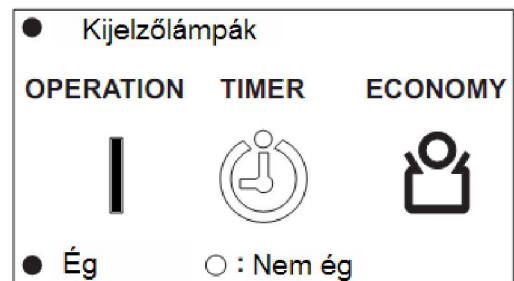 ● Kijelzőlámpák
OPERATION TIMER ECONOMY
● Ég ○ : Nem ég